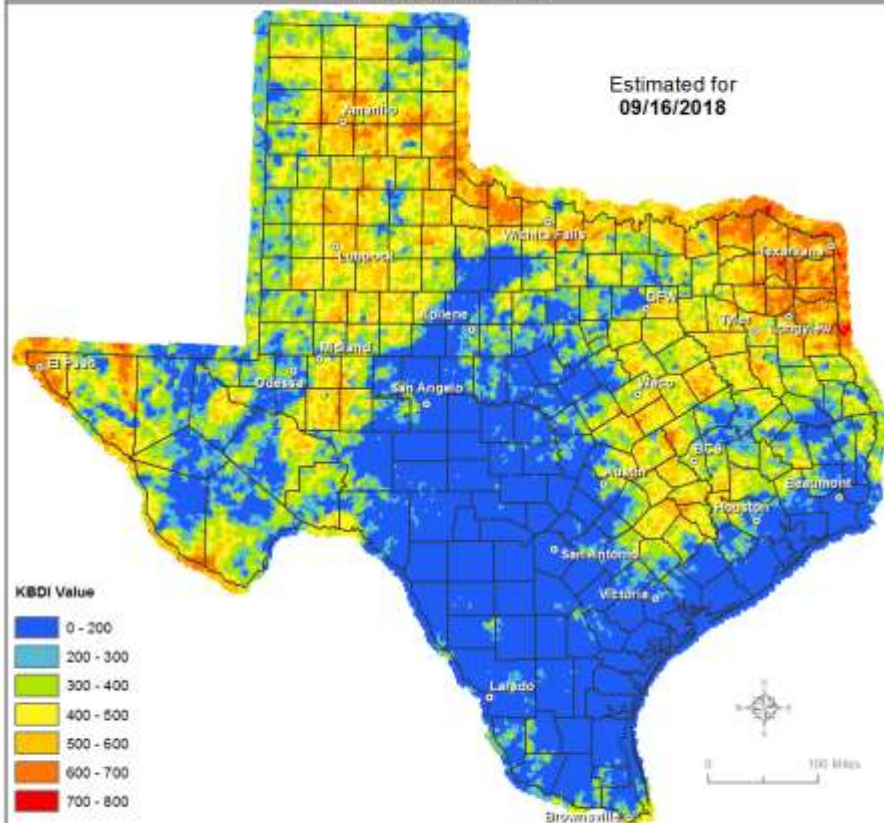 Estimated for
09/16/2018
Amarillo
Wichita Falls
Lubbock
Texarkana
DFW
Abilene
Tyler
Longview
Midland
El Paso
Odessa
San Angelo
Waco
BCS
Austin
Beaumont
Houston
San Antonio
Victoria
Laredo
Brownsville
KBDI Value
0 - 200
200 - 300
300 - 400
400 - 500
500 - 600
600 - 700
700 - 800
0 100 Miles